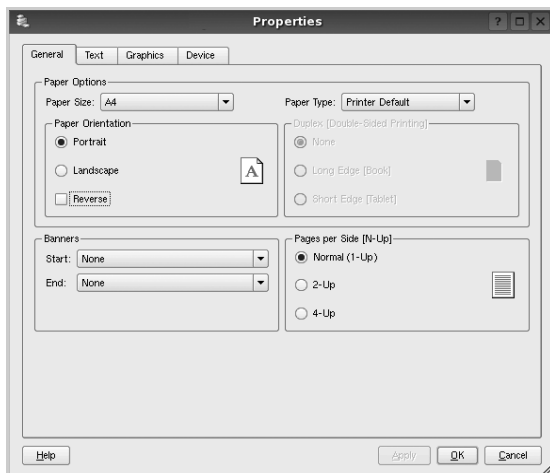 Properties
General Text Graphics Device
Paper Options
Paper Size: A4 Paper Type: Printer Default
Paper Orientation
Portrait
Landscape
Reverse
A
Duplex [Double-Sided Printing]
None
Long Edge [Book]
Short Edge [Tablet]
Banners
Start: None
End: None
Pages per Side [N-Up]
Normal (1-Up)
2-Up
4-Up
Help Apply OK Cancel